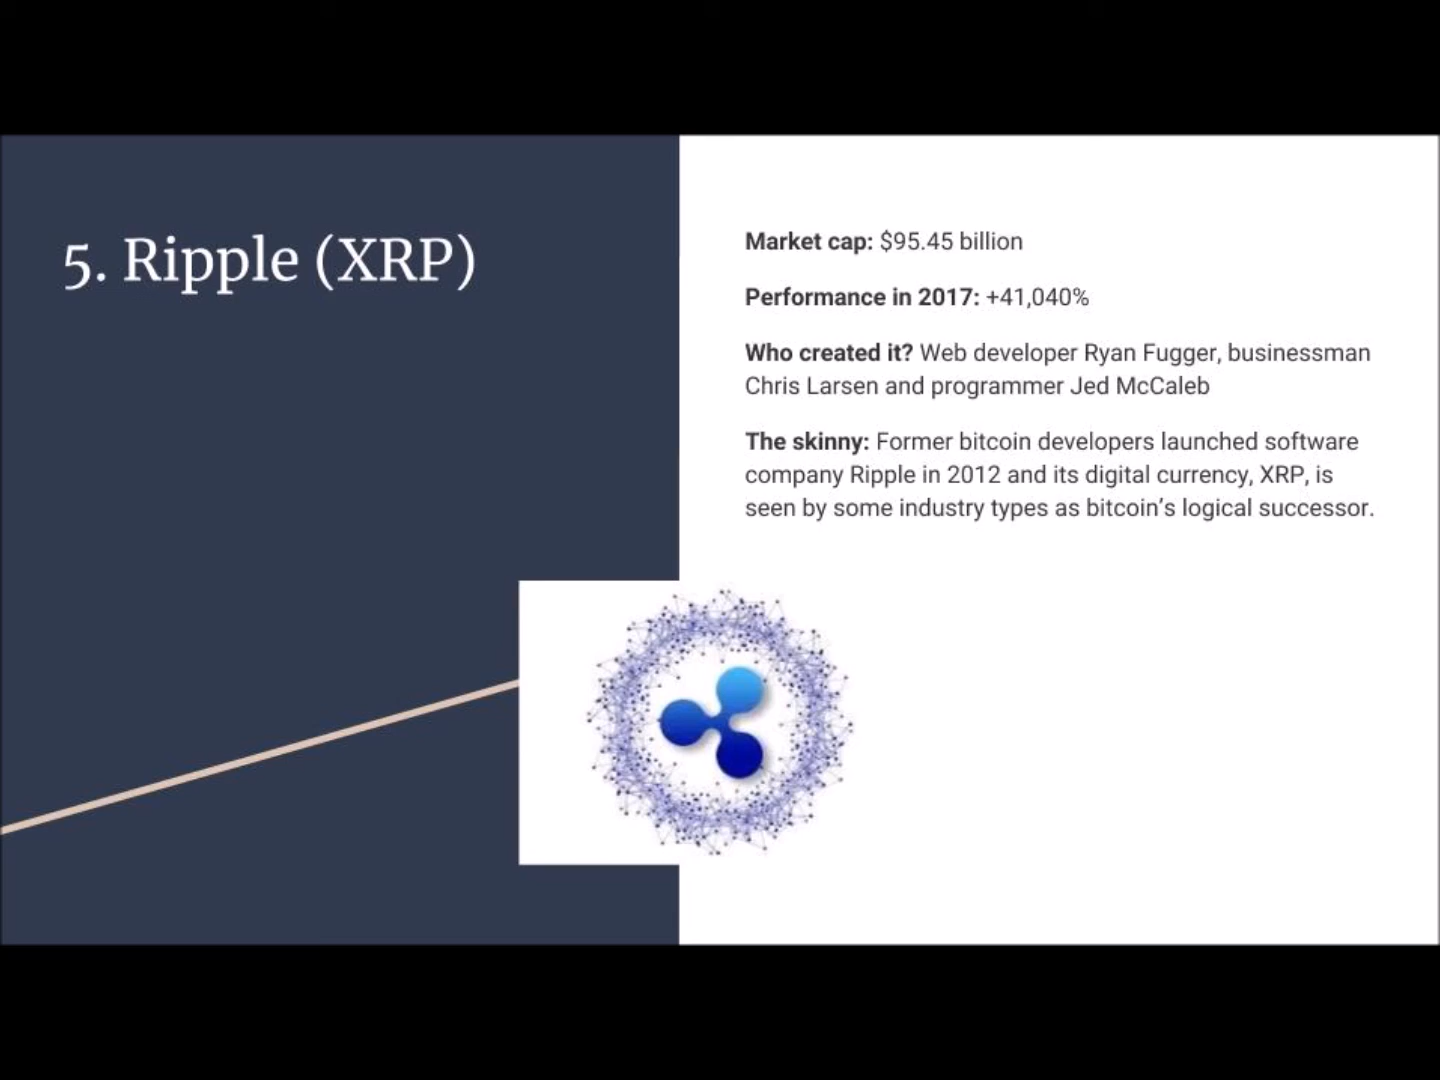 5. Ripple (XRP)
Market cap: $95.45 billion
Performance in 2017: +41,040%
Who created it? Web developer Ryan Fugger, businessman
Chris Larsen and programmer Jed McCaleb
The skinny: Former bitcoin developers launched software
company Ripple in 2012 and its digital currency, XRP, is
seen by some industry types as bitcoin’s logical successor.